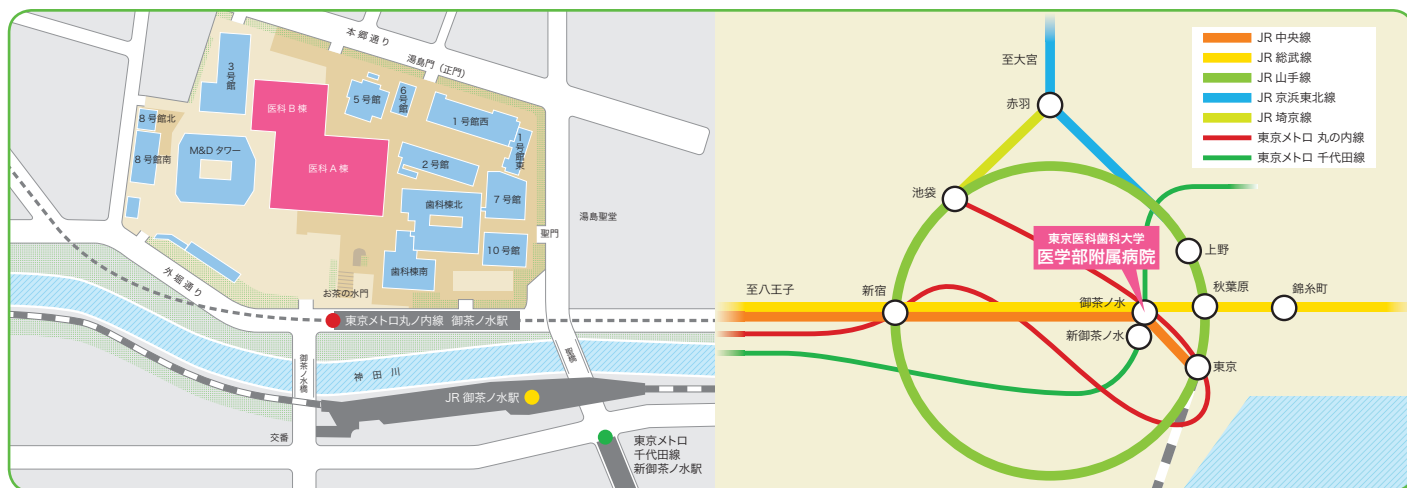 本郷通り
湯島門（正門）
3号館
医科B棟
5号館
6号館
1号館西
1号館東
8号館北
8号館南
M&Dタワー
医科A棟
2号館
7号館
歯科棟北
10号館
歯科棟南
湯島聖堂
聖門
外堀通り
お茶の水門
東京メトロ丸ノ内線 御茶ノ水駅
御茶ノ水橋
聖橋
神田川
JR 御茶ノ水駅
交番
東京メトロ
千代田線
新御茶ノ水駅
至大宮
赤羽
池袋
東京医科歯科大学
医学部附属病院
上野
至八王子
新宿
御茶ノ水
秋葉原
錦糸町
新御茶ノ水
東京
JR 中央線
JR 総武線
JR 山手線
JR 京浜東北線
JR 埼京線
東京メトロ 丸の内線
東京メトロ 千代田線